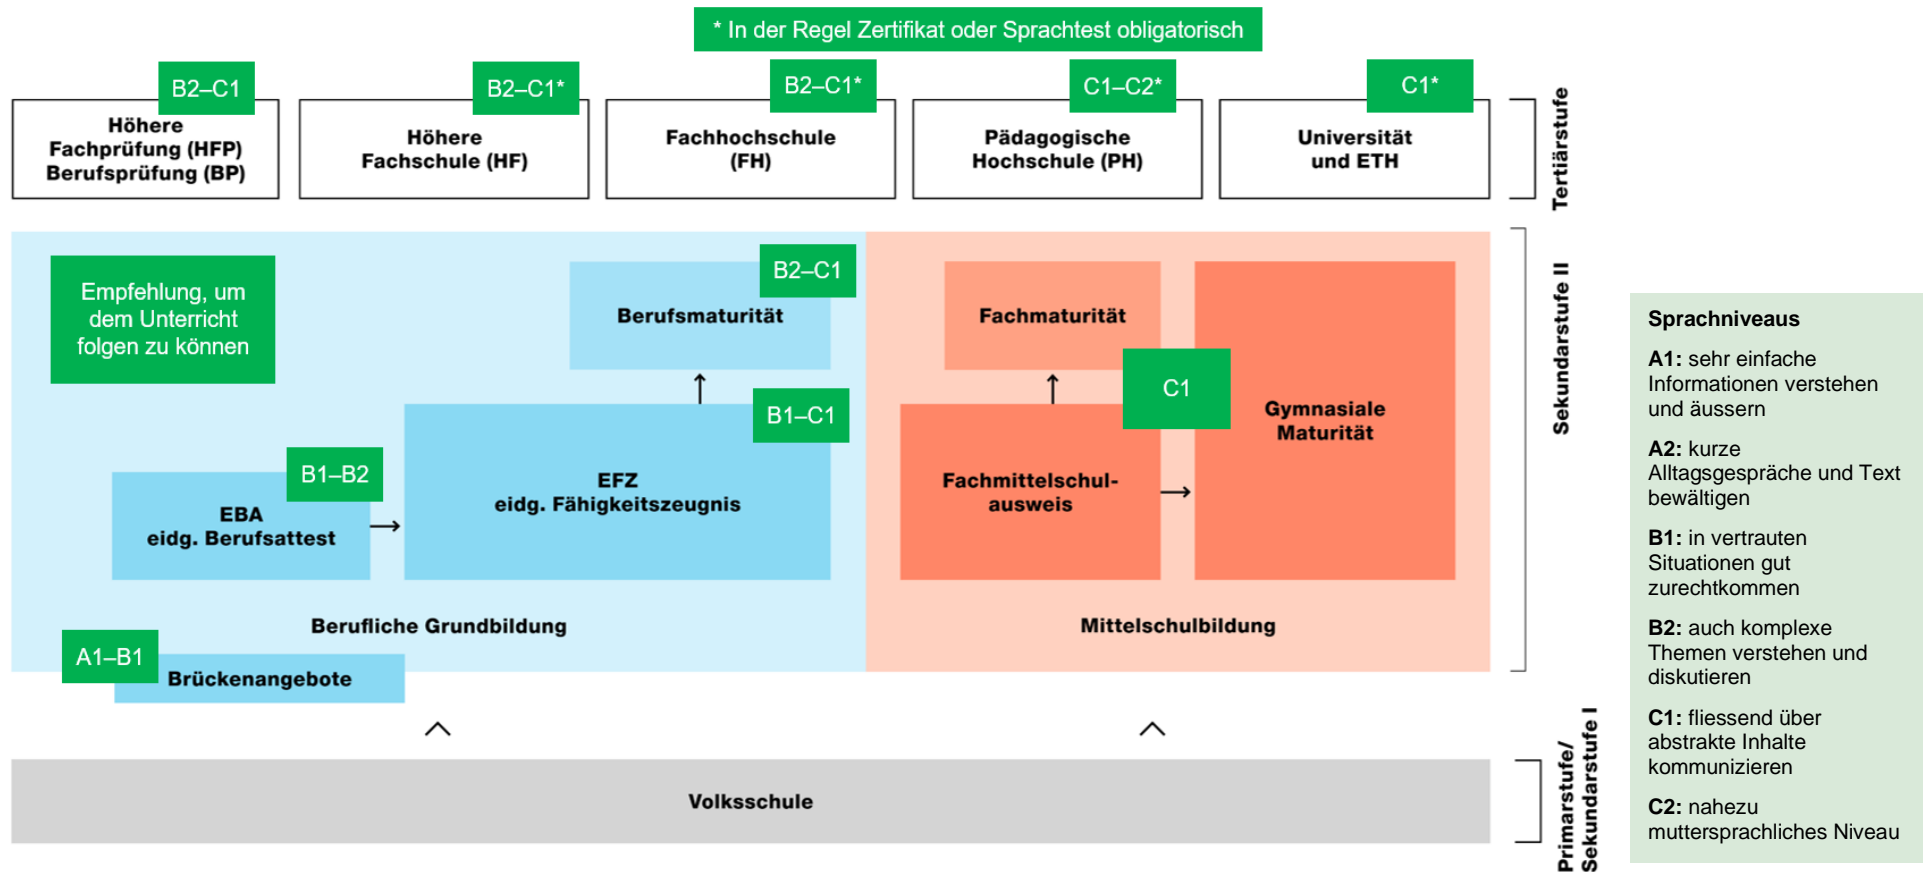 * In der Regel Zertifikat oder Sprachtest obligatorisch
B2–C1
B2–C1*
B2–C1*
C1–C2*
C1*
Höhere
Fachprüfung (HFP)
Berufsprüfung (BP)
Höhere
Fachschule (HF)
Fachhochschule
(FH)
Pädagogische
Hochschule (PH)
Universität
und ETH
Tertiärstufe
Empfehlung, um
dem Unterricht
folgen zu können
B2–C1
Berufsmaturität
Fachmaturität
C1
Gymnasiale
Maturität
B1–C1
EFZ
eidg. Fähigkeitszeugnis
B1–B2
EBA
eidg. Berufsattest
Fachmittelschul-
ausweis
Berufliche Grundbildung
Mittelschulbildung
Sekundarstufe II
A1–B1
Brückenangebote
Volksschule
Primarstufe/
Sekundarstufe I
Sprachniveaus
A1: sehr einfache
Informationen verstehen
und äussern
A2: kurze
Alltagsgespräche und Text
bewältigen
B1: in vertrauten
Situationen gut
zurechtkommen
B2: auch komplexe
Themen verstehen und
diskutieren
C1: fliessend über
abstrakte Inhalte
kommunizieren
C2: nahezu
muttersprachliches Niveau